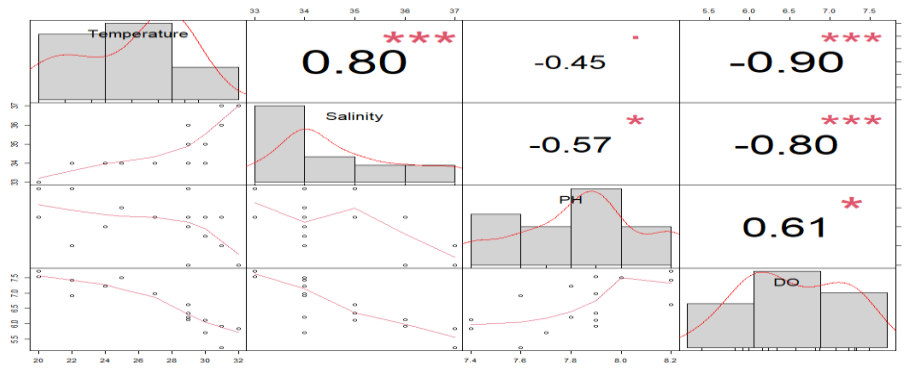 33 34 35 36 37
5.5 6.0 6.5 7.0 7.5
Temperature
0.80 ***
-0.45 .
-0.90 ***
33 34 35 36 37
Salinity
-0.57 *
-0.80 ***
PH
0.61 *
5.5 6.0 6.5 7.0 7.5
DO
20 22 24 26 28 30 32
7.4 7.6 7.8 8.0 8.2